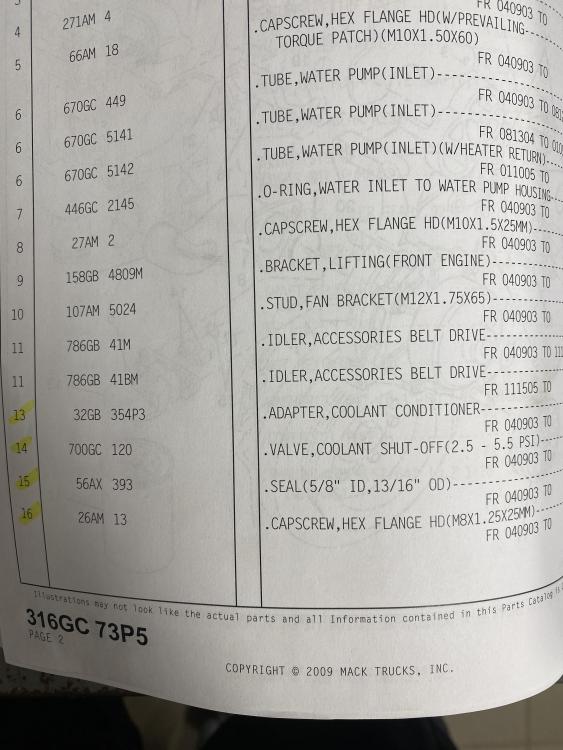 FR 040903 TO
4 271AM 4 .CAPSCREW,HEX FLANGE HD(W/PREVAILING-
TORQUE PATCH)(M10X1.50X60)
FR 040903 TO
5 66AM 18 .TUBE,WATER PUMP(INLET)
FR 040903 TO
6 670GC 449 .TUBE,WATER PUMP(INLET)
FR 081304 TO
6 670GC 5141 .TUBE,WATER PUMP(INLET)(W/HEATER RETURN)
FR 011005 TO
6 670GC 5142 .O-RING,WATER INLET TO WATER PUMP HOUSING
FR 040903 TO
7 446GC 2145 .CAPSCREW,HEX FLANGE HD(M10X1.5X25MM)
FR 040903 TO
8 27AM 2 .BRACKET,LIFTING(FRONT ENGINE)
FR 040903 TO
9 158GB 4809M .STUD,FAN BRACKET(M12X1.75X65)
FR 040903 TO
10 107AM 5024 .IDLER,ACCESSORIES BELT DRIVE
FR 040903 TO
11 786GB 41M .IDLER,ACCESSORIES BELT DRIVE
FR 111505 TO
11 786GB 41BM .ADAPTER,COOLANT CONDITIONER
FR 040903 TO
13 32GB 354P3 .VALVE,COOLANT SHUT-OFF(2.5 - 5.5 PSI)
FR 040903 TO
14 700GC 120 .SEAL(5/8" ID,13/16" OD)
FR 040903 TO
15 56AX 393 .CAPSCREW,HEX FLANGE HD(M8X1.25X25MM)
FR 040903 TO
16 26AM 13
Illustrations may not look like the actual parts and all Information contained in this Parts Catalog is
316GC 73P5
PAGE 2
COPYRIGHT © 2009 MACK TRUCKS, INC.